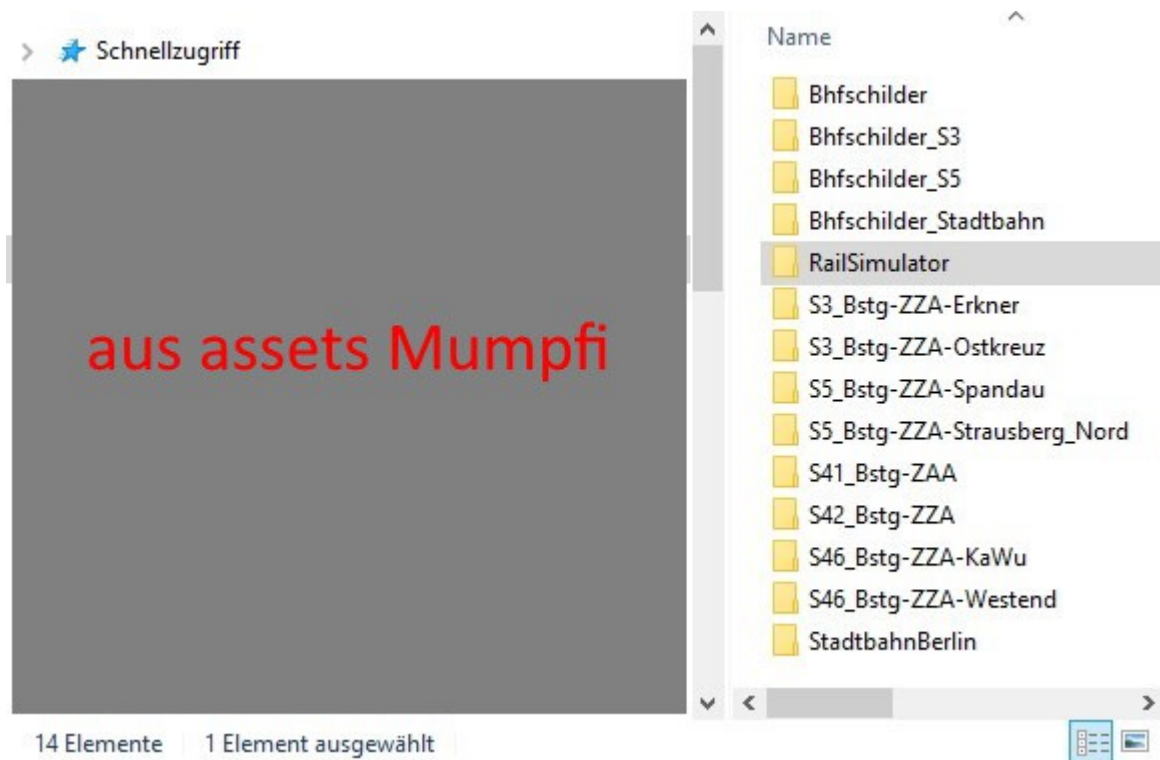 Schnellzugriff
aus assets Mumpfi
Name
Bhfschilder
Bhfschilder_S3
Bhfschilder_S5
Bhfschilder_Stadtbahn
RailSimulator
S3_Bstg-ZZA-Erkner
S3_Bstg-ZZA-Ostkreuz
S5_Bstg-ZZA-Spandau
S5_Bstg-ZZA-Strausberg_Nord
S41_Bstg-ZAA
S42_Bstg-ZZA
S46_Bstg-ZZA-KaWu
S46_Bstg-ZZA-Westend
StadtbahnBerlin
14 Elemente 1 Element ausgewählt